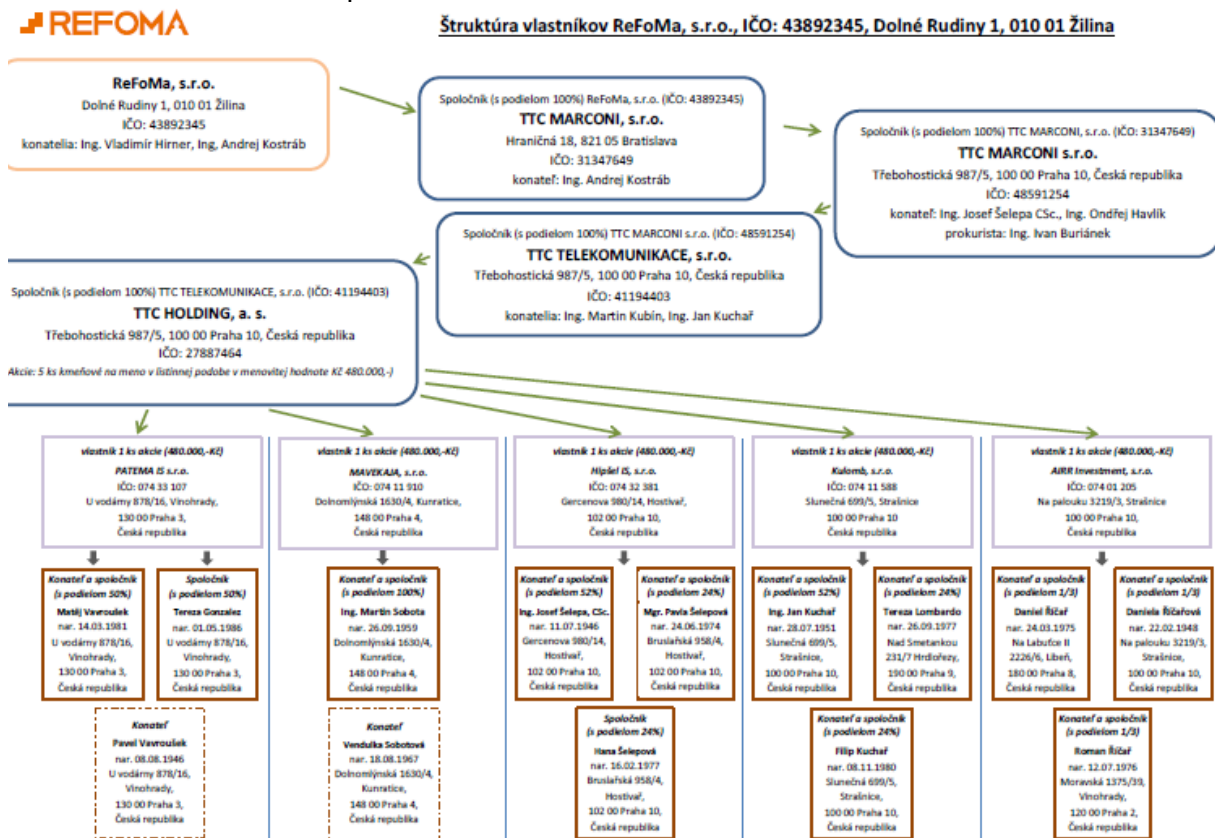 REFOMA
Štruktúra vlastníkov ReFoMa, s.r.o., IČO: 43892345, Dolné Rudiny 1, 010 01 Žilina
ReFoMa, s.r.o.
Dolné Rudiny 1, 010 01 Žilina
IČO: 43892345
konatelia: Ing. Vladimír Hirner, Ing, Andrej Kostráb
Spoločník (s podielom 100%) ReFoMa, s.r.o. (IČO: 43892345)
TTC MARCONI, s.r.o.
Hraničná 18, 821 05 Bratislava
IČO: 31347649
konateľ: Ing. Andrej Kostráb
Spoločník (s podielom 100%) TTC MARCONI, s.r.o. (IČO: 31347649)
TTC MARCONI s.r.o.
Třebohostická 987/5, 100 00 Praha 10, Česká republika
IČO: 48591254
konateľ: Ing. Josef Šelepa CSc., Ing. Ondřej Havlík
prokurista: Ing. Ivan Buriánek
Spoločník (s podielom 100%) TTC MARCONI s.r.o. (IČO: 48591254)
TTC TELEKOMUNIKACE, s.r.o.
Třebohostická 987/5, 100 00 Praha 10, Česká republika
IČO: 41194403
konatelia: Ing. Martin Kubín, Ing. Jan Kuchař
Spoločník (s podielom 100%) TTC TELEKOMUNIKACE, s.r.o. (IČO: 41194403)
TTC HOLDING, a. s.
Třebohostická 987/5, 100 00 Praha 10, Česká republika
IČO: 27887464
Akcie: 5 ks kmeňové na meno v listinnej podobe v menovitej hodnote Kč 480.000,-)
vlastník 1 ks akcie (480.000,-Kč)
PATEMA IS s.r.o.
IČO: 074 33 107
U vodárny 878/16, Vinohrady,
130 00 Praha 3,
Česká republika
vlastník 1 ks akcie (480.000,-Kč)
MAVEKAJA, s.r.o.
IČO: 074 11 910
Dolnomlýnská 1630/4, Kunratice,
148 00 Praha 4,
Česká republika
vlastník 1 ks akcie (480.000,-Kč)
Hipšel IS, s.r.o.
IČO: 074 32 381
Gercenova 980/14, Hostivař,
102 00 Praha 10,
Česká republika
vlastník 1 ks akcie (480.000,-Kč)
Kulomb, s.r.o.
IČO: 074 11 588
Slunečná 699/5, Strašnice
100 00 Praha 10
Česká republika
vlastník 1 ks akcie (480.000,-Kč)
AIRR Investment, s.r.o.
IČO: 074 01 205
Na palouku 3219/3, Strašnice
100 00 Praha 10,
Česká republika
Konateľ a spoločník
(s podielom 50%)
Matěj Vavroušek
nar. 14.03.1981
U vodárny 878/16,
Vinohrady,
130 00 Praha 3,
Česká republika
Spoločník
(s podielom 50%)
Tereza Gonzalez
nar. 01.05.1986
U vodárny 878/16,
Vinohrady,
130 00 Praha 3,
Česká republika
Konateľ a spoločník
(s podielom 100%)
Ing. Martin Sobota
nar. 26.09.1959
Dolnomlýnská 1630/4,
Kunratice,
148 00 Praha 4,
Česká republika
Konateľ a spoločník
(s podielom 52%)
Ing. Josef Šelepa, CSc.
nar. 11.07.1946
Gercenova 980/14,
Hostivař,
102 00 Praha 10,
Česká republika
Konateľ a spoločník
(s podielom 24%)
Mgr. Pavla Šelepová
nar. 24.06.1974
Bruslařská 958/4,
Hostivař,
102 00 Praha 10,
Česká republika
Konateľ a spoločník
(s podielom 52%)
Ing. Jan Kuchař
nar. 28.07.1951
Slunečná 699/5,
Strašnice,
100 00 Praha 10,
Česká republika
Konateľ a spoločník
(s podielom 24%)
Tereza Lombardo
nar. 26.09.1977
Nad Smetankou
231/7 Hrdlořezy,
190 00 Praha 9,
Česká republika
Konateľ a spoločník
(s podielom 1/3)
Daniel Říčař
nar. 24.03.1975
Na Labuťce II
2226/6, Libeň,
180 00 Praha 8,
Česká republika
Konateľ a spoločník
(s podielom 1/3)
Daniela Říčařová
nar. 22.02.1948
Na palouku 3219/3,
Strašnice,
100 00 Praha 10,
Česká republika
Konateľ
Pavel Vavroušek
nar. 08.08.1946
U vodárny 878/16,
Vinohrady,
130 00 Praha 3,
Česká republika
Konateľ
Vendulka Sobotová
nar. 18.08.1967
Dolnomlýnská 1630/4,
Kunratice,
148 00 Praha 4,
Česká republika
Spoločník
(s podielom 24%)
Hana Šelepová
nar. 16.02.1977
Bruslařská 958/4,
Hostivař,
102 00 Praha 10,
Česká republika
Konateľ a spoločník
(s podielom 24%)
Filip Kuchař
nar. 08.11.1980
Slunečná 699/5,
Strašnice,
100 00 Praha 10,
Česká republika
Konateľ a spoločník
(s podielom 1/3)
Roman Říčař
nar. 12.07.1976
Moravská 1375/39,
Vinohrady,
120 00 Praha 2,
Česká republika